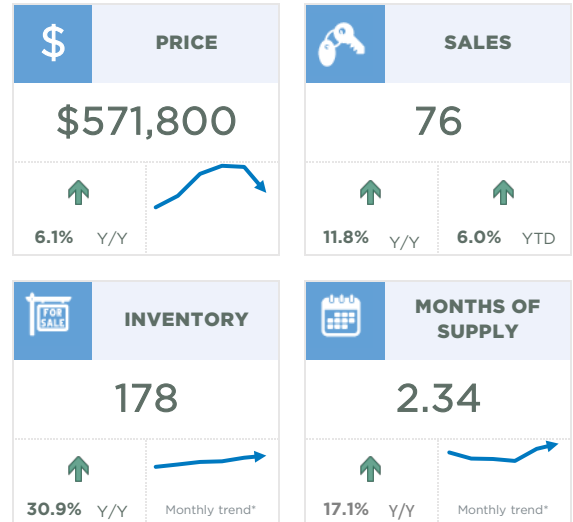 $
PRICE
$571,800
6.1% Y/Y
SALES
76
11.8% Y/Y
6.0% YTD
FOR
SALE
INVENTORY
178
30.9% Y/Y
Monthly trend*
MONTHS OF
SUPPLY
2.34
17.1% Y/Y
Monthly trend*